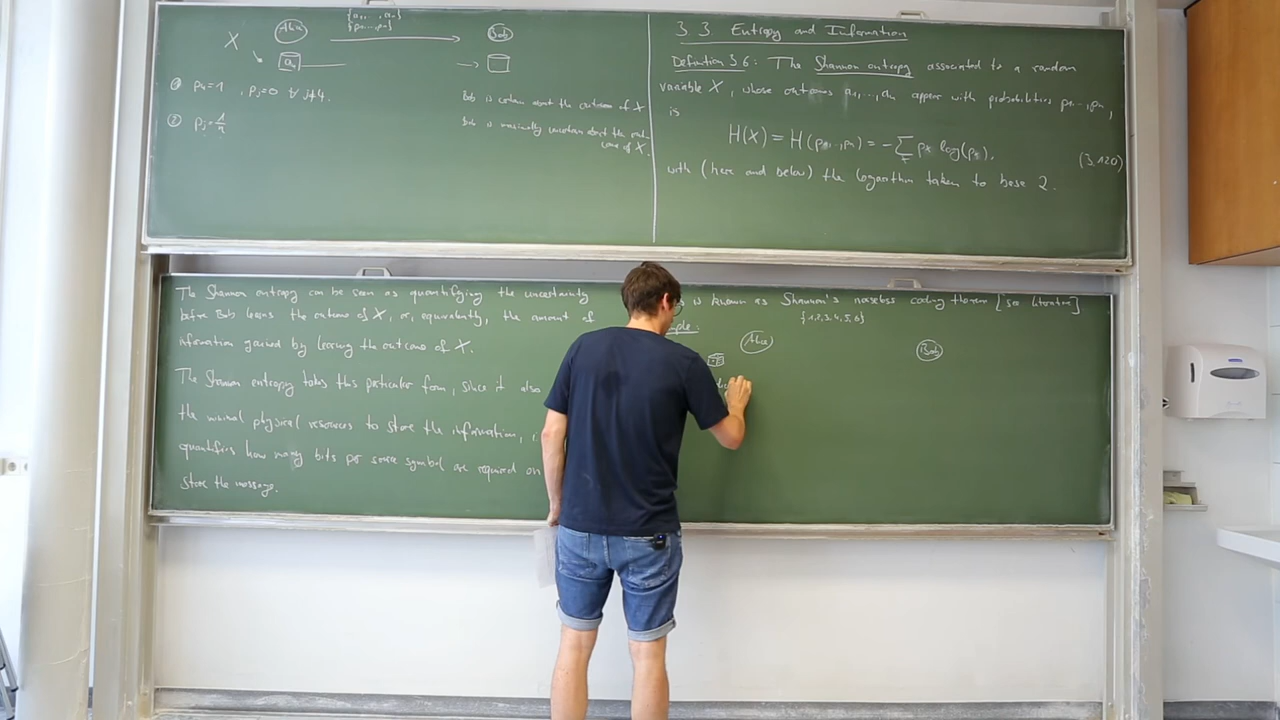 X
Alice
{a₁,...,aₙ}
{p₁,...,pₙ}
Bob
① p₄=1 , pⱼ=0 ∀ j≠4.
Bob is certain about the outcome of X
② pⱼ=1/n
Bob is maximally uncertain about the out-
come of X.
3.3 Entropy and Information
Definition 3.6: The Shannon entropy associated to a random
variable X, whose outcomes a₁,...,aₙ appear with probabilities p₁,...,pₙ,
is
H(X) = H(p₁,...,pₙ) = -∑ pₓ log(pₓ),
(3.120)
with (here and below) the logarithm taken to base 2.
The Shannon entropy can be seen as quantifying the uncertainty
before Bob learns the outcome of X, or, equivalently, the amount of
information gained by learning the outcome of X.
The Shannon entropy takes this particular form, since it also
the minimal physical resources to store the information,
quantifies how many bits per source symbol are required
store the message.
is known as Shannon's noiseless coding theorem [see literature]
{1,2,3,4,5,6}
Alice
Bob